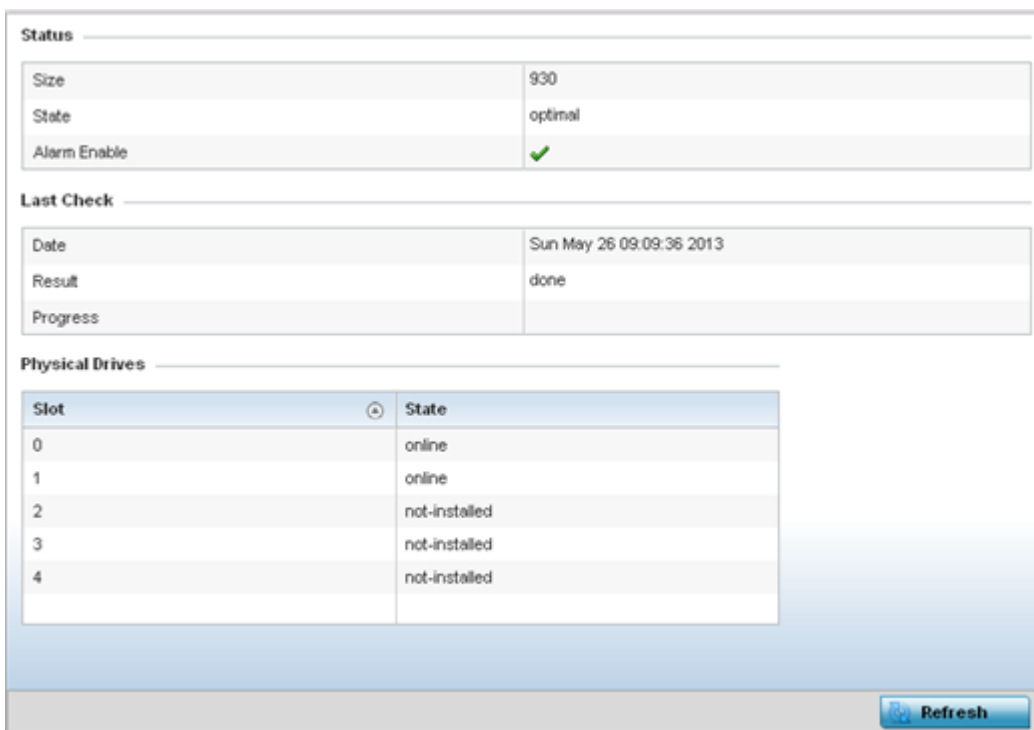 Status
Size 930
State optimal
Alarm Enable
Last Check
Date Sun May 26 09:09:36 2013
Result done
Progress
Physical Drives
Slot State
0 online
1 online
2 not-installed
3 not-installed
4 not-installed
Refresh